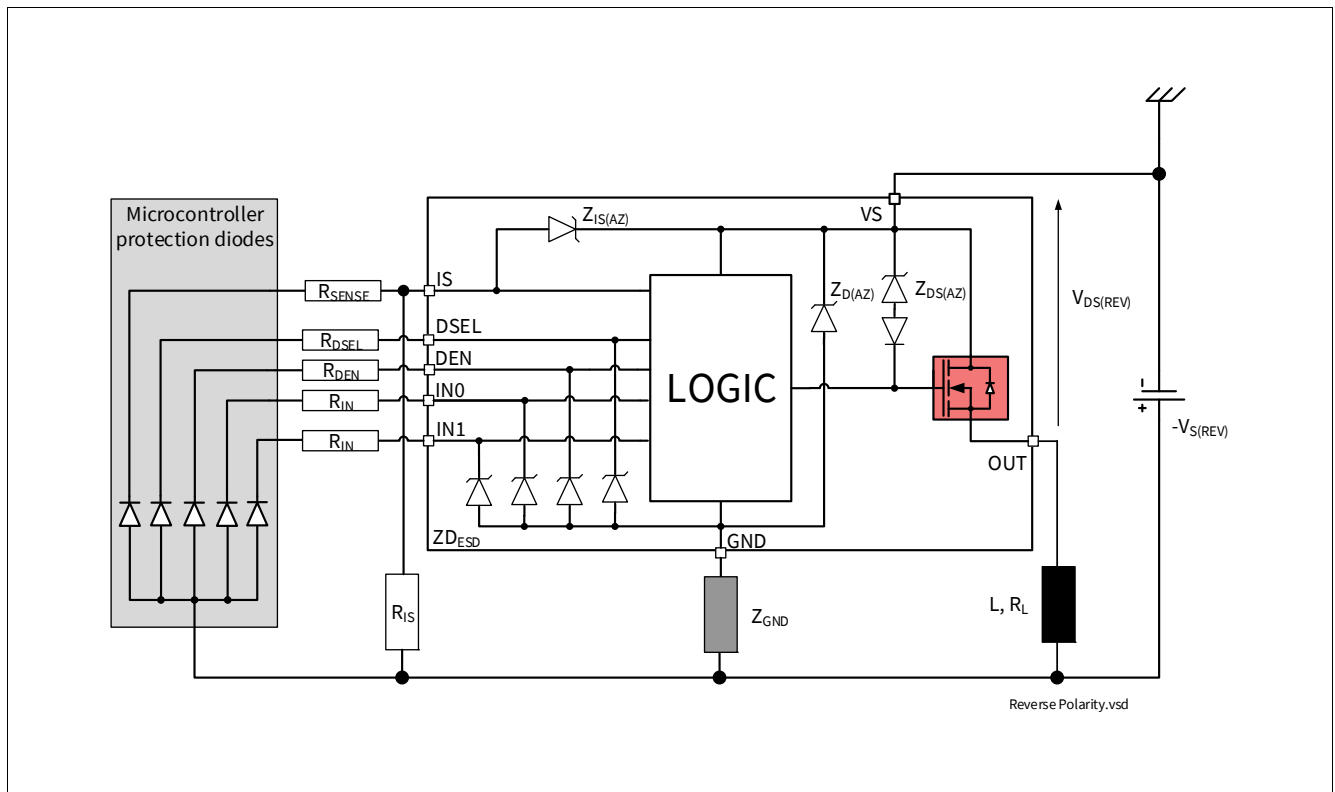 Microcontroller
protection diodes
VS
ZIS(AZ)
IS
RSENSE
ZD(AZ)
ZDS(AZ)
VDS(REV)
DSEL
RDSEL
DEN
RDEN
LOGIC
IN0
RIN
-
+
-VS(REV)
IN1
RIN
OUT
ZDESD
GND
RIS
ZGND
L, RL
Reverse Polarity.vsd